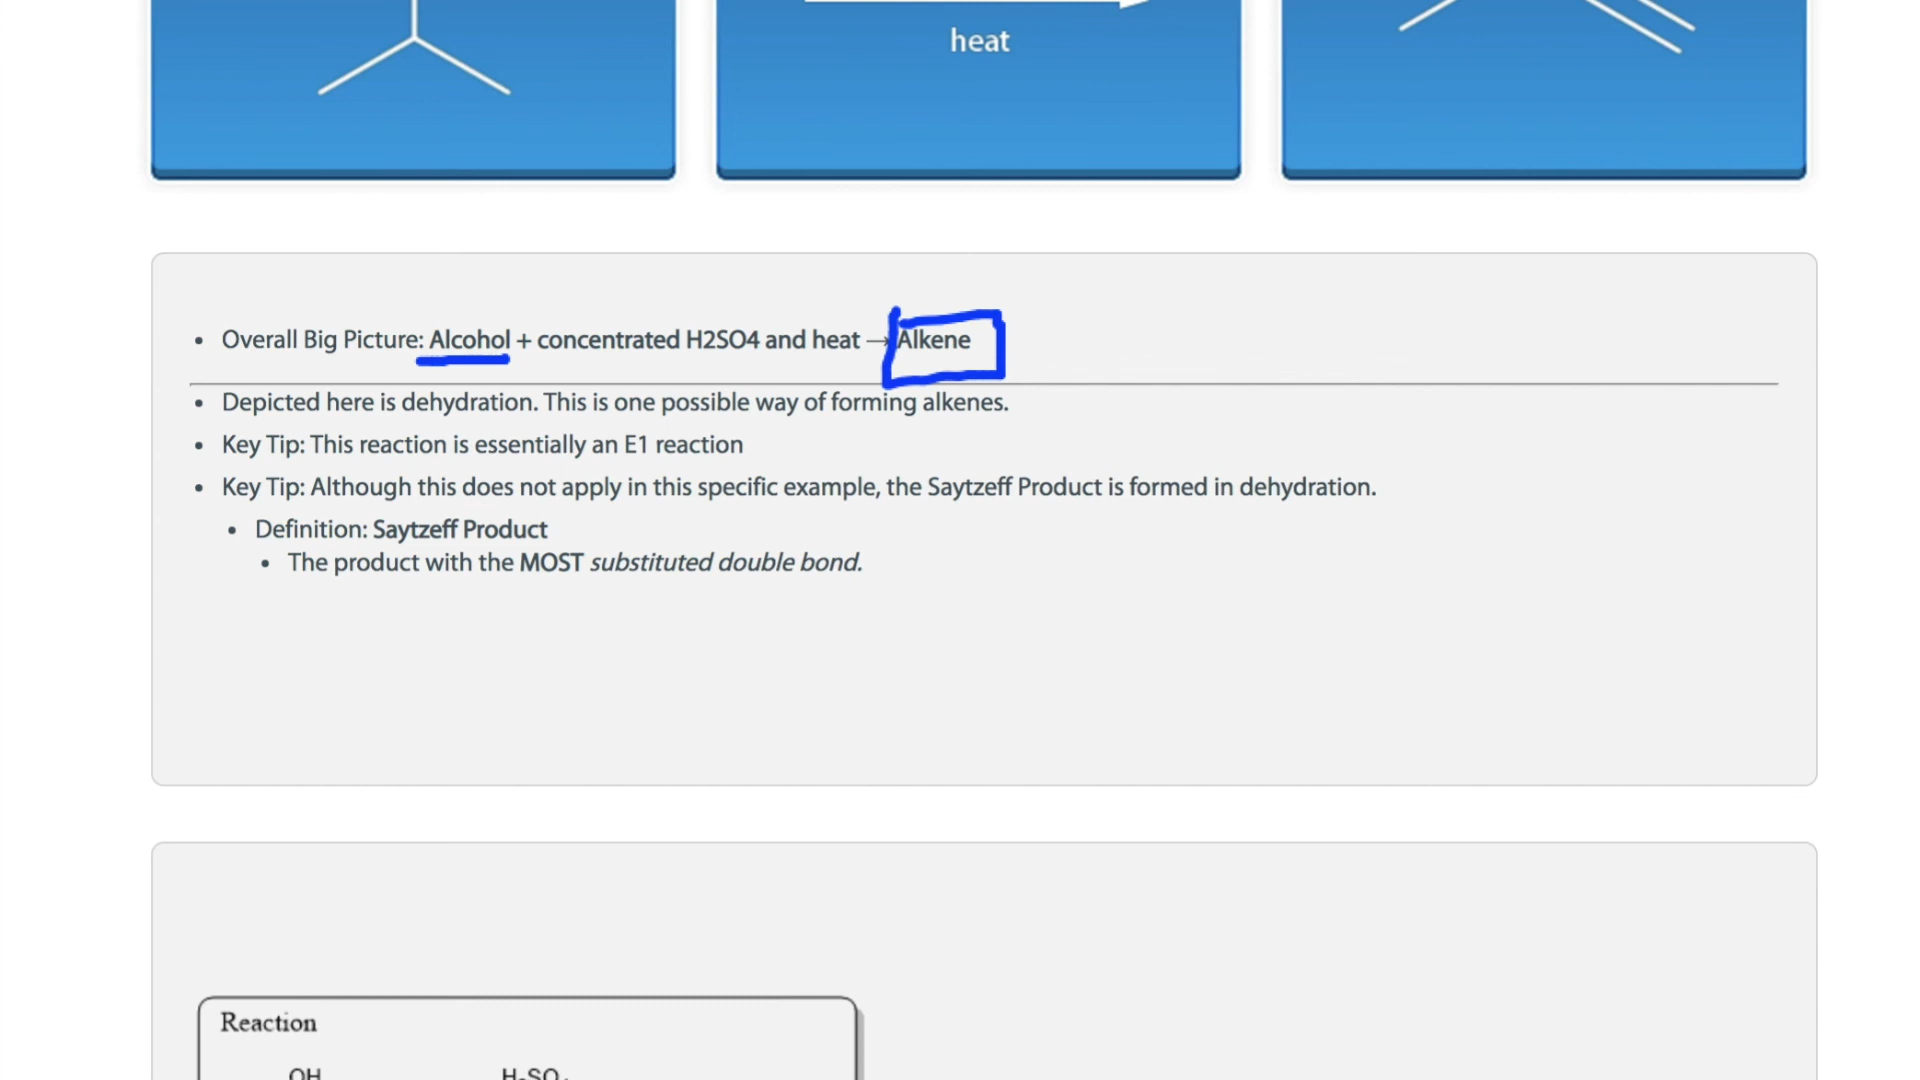 heat
Overall Big Picture: Alcohol + concentrated H2SO4 and heat → Alkene
Depicted here is dehydration. This is one possible way of forming alkenes.
Key Tip: This reaction is essentially an E1 reaction
Key Tip: Although this does not apply in this specific example, the Saytzeff Product is formed in dehydration.
Definition: Saytzeff Product
The product with the MOST substituted double bond.
Reaction
OH H2SO4